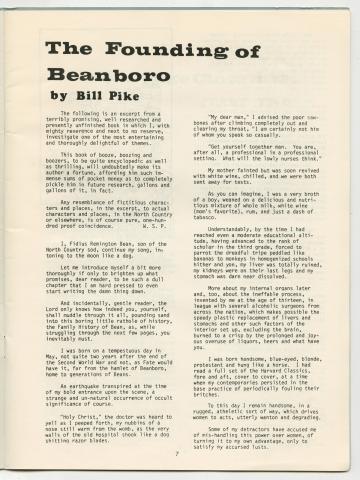 The Founding of
Beanboro
by Bill Pike
The following is an excerpt from a
terribly promising, well researched and
presently unfinished book in which I, with
mighty reverence and next to no reserve,
investigate one of the most entertaining
and thoroughly delightful of themes.
This book of booze, boozing and
boozers, to be quite encyclopedic as well
as thrilling, will undoubtedly make its
author a fortune, affording him such im-
mense sums of pocket money as to completely
pickle him in future research, gallons and
gallons of it, in fact.
Any resemblance of fictitious charac-
ters and places, in the excerpt, to actual
characters and places, in the North Country
or elsewhere, is of course pure, one-hund-
red proof coincidence. W. S. P.
I, Fidus Remington Bean, son of the
North Country sod, continue my song, in-
toning to the moon like a dog.
Let me introduce myself a bit more
thoroughly if only to brighten up what
promises, dear reader, to be such a dull
chapter that I am hard pressed to even
start writing the damn thing down.
And incidently, gentle reader, the
Lord only knows how indeed you, yourself,
shall muddle through it all, pounding sand
into this boring little rathole of history,
the Family History of Bean, as, while
struggling through the next few pages, you
inevitably must.
I was born on a tempestuous day in
May, not quite two years after the end of
the Second World War and not, as Fate would
have it, far from the hamlet of Beanboro,
home to generations of Beans.
An earthquake transpired at the time
of my bold entrance upon the scene, a
strange and un-natural occurrence of occult
significance of course.
"Holy Christ," the doctor was heard to
yell as I peeped forth, my nubbins of a
nose still warm from the womb, as the very
walls of the old hospital shook like a dog
shitting razor blades.
"My dear man," I advised the poor saw-
bones after climbing completely out and
clearing my throat, "I am certainly not him
of whom you speak so casually.
"Get yourself together man. You are,
after all, a professional in a professional
setting. What will the lowly nurses think."
My mother fainted but was soon revived
with white wine, chilled, and we were both
sent away for tests.
As you can imagine, I was a very broth
of a boy, weaned on a delicious and nutri-
tious mixture of whole milk, white wine
(mom's favorite), rum, and just a dash of
tabasco.
Understandably, by the time I had
reached even a moderate educational alti-
tude, having advanced to the rank of
scholar in the third grade, forced to
parrot the dreadful tripe peddled like
bananas to monkeys in homogenized schools
hither and yon, my liver was totally ruined,
my kidneys were on their last legs and my
stomach was darn near dissolved.
More about my internal organs later
and, too, about the ineffable process,
invented by me at the age of thirteen, in
league with several alcoholic surgeons from
across the nation, which makes possible the
speedy plastic replacement of livers and
stomachs and other such factors of the
interior set up, excluding the brain,
burned to a crisp by the prolonged and joy-
ous overuse of liquors, beers and what have
you.
I was born handsome, blue-eyed, blonde,
protestant and hung like a horse. I had
read a full set of the Harvard Classics,
fore and aft, cover to cover, at a time
when my contemporaries persisted in the
base practice of periodically fouling their
britches.
To this day I remain handsome, in a
rugged, athletic sort of way, which drives
women to acts, utterly wanton and degrading.
Some of my detractors have accused me
of mis-handling this power over women, of
turning it to my own advantage, only to
satisfy my accursed lusts.
7